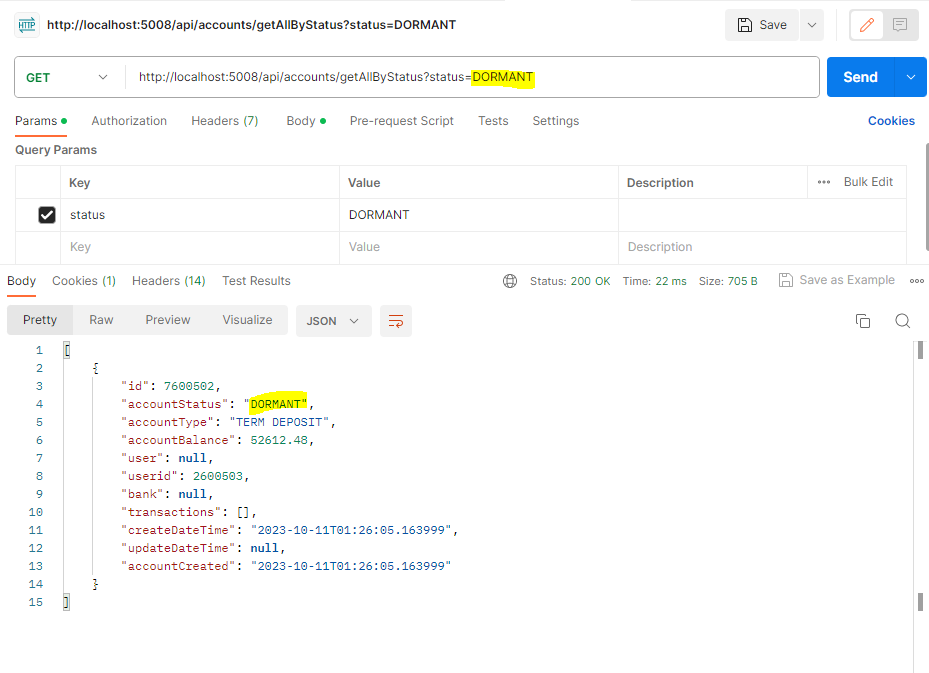 HTTP http://localhost:5008/api/accounts/getAllByStatus?status=DORMANT Save
GET http://localhost:5008/api/accounts/getAllByStatus?status=DORMANT Send
Params Authorization Headers (7) Body Pre-request Script Tests Settings Cookies
Query Params
Key Value Description ••• Bulk Edit
status DORMANT
Key Value Description
Body Cookies (1) Headers (14) Test Results Status: 200 OK Time: 22 ms Size: 705 B Save as Example
Pretty Raw Preview Visualize JSON
1 [
2 {
3 "id": 7600502,
4 "accountStatus": "DORMANT",
5 "accountType": "TERM DEPOSIT",
6 "accountBalance": 52612.48,
7 "user": null,
8 "userid": 2600503,
9 "bank": null,
10 "transactions": [],
11 "createDateTime": "2023-10-11T01:26:05.163999",
12 "updateDateTime": null,
13 "accountCreated": "2023-10-11T01:26:05.163999"
14 }
15 ]